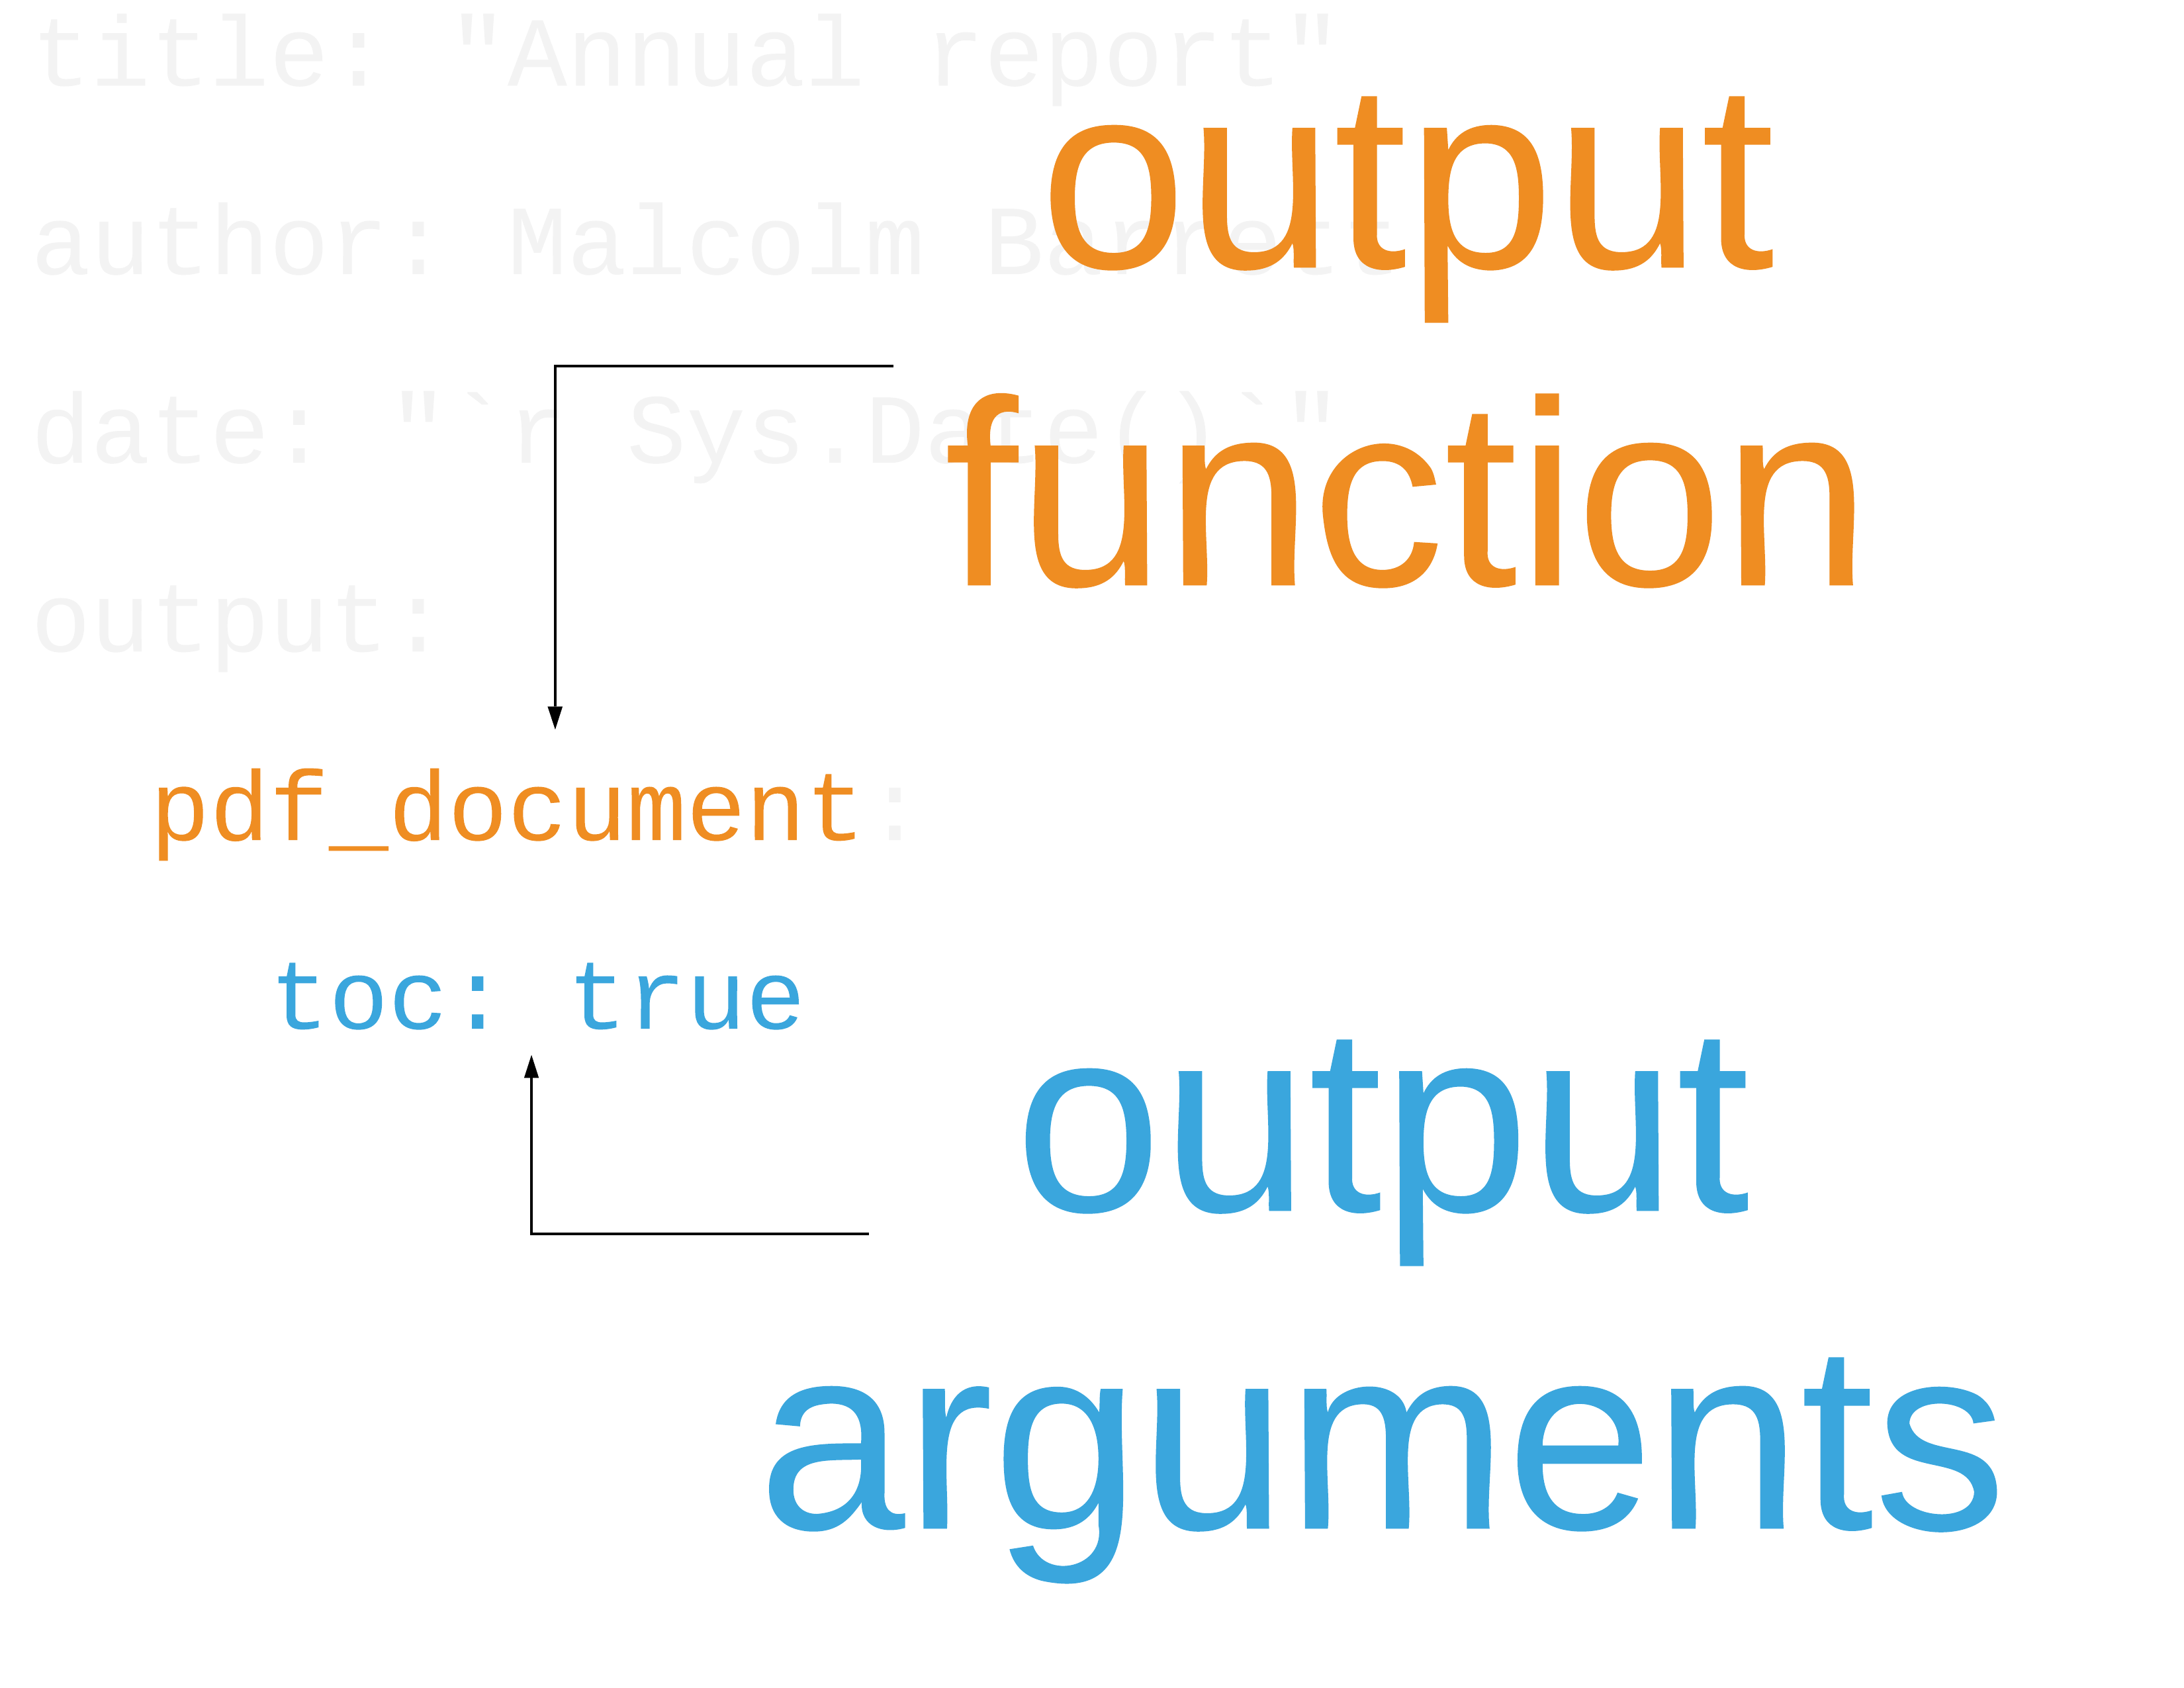 title: "Annual report"
output
author: Malcolm Barrett
function
date: "`r Sys.Date()`"
output:
pdf_document:
toc: true
output
arguments